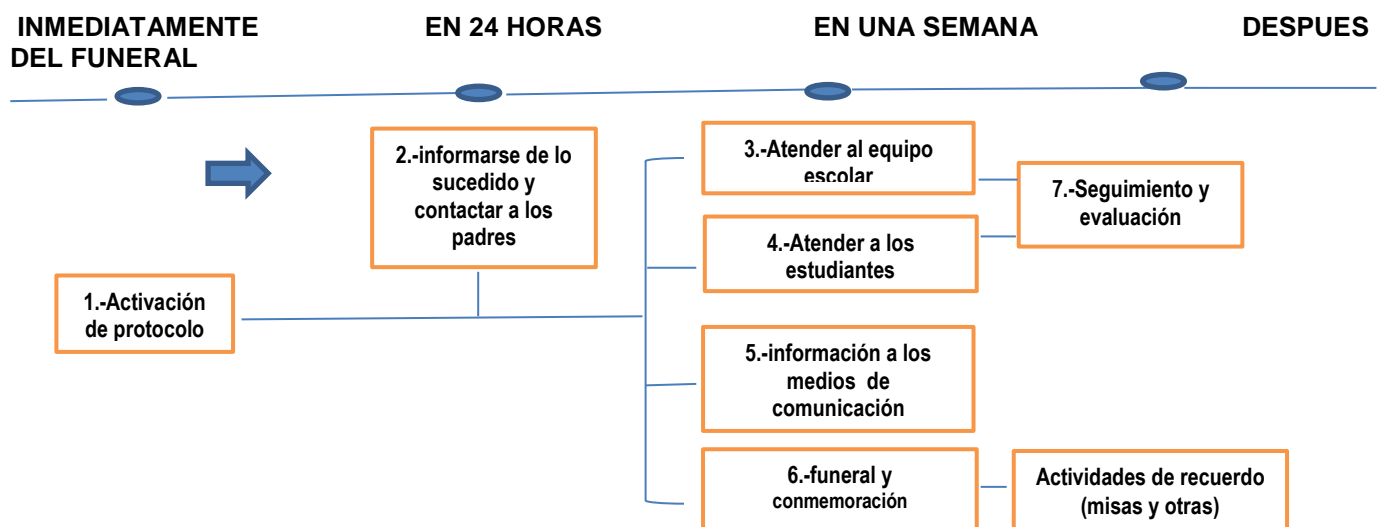 INMEDIATAMENTE EN 24 HORAS EN UNA SEMANA DESPUES
DEL FUNERAL
1.-Activación
de protocolo
2.-informarse de lo
sucedido y
contactar a los
padres
3.-Atender al equipo
escolar
4.-Atender a los
estudiantes
5.-información a los
medios de
comunicación
6.-funeral y
conmemoración
7.-Seguimiento y
evaluación
Actividades de recuerdo
(misas y otras)